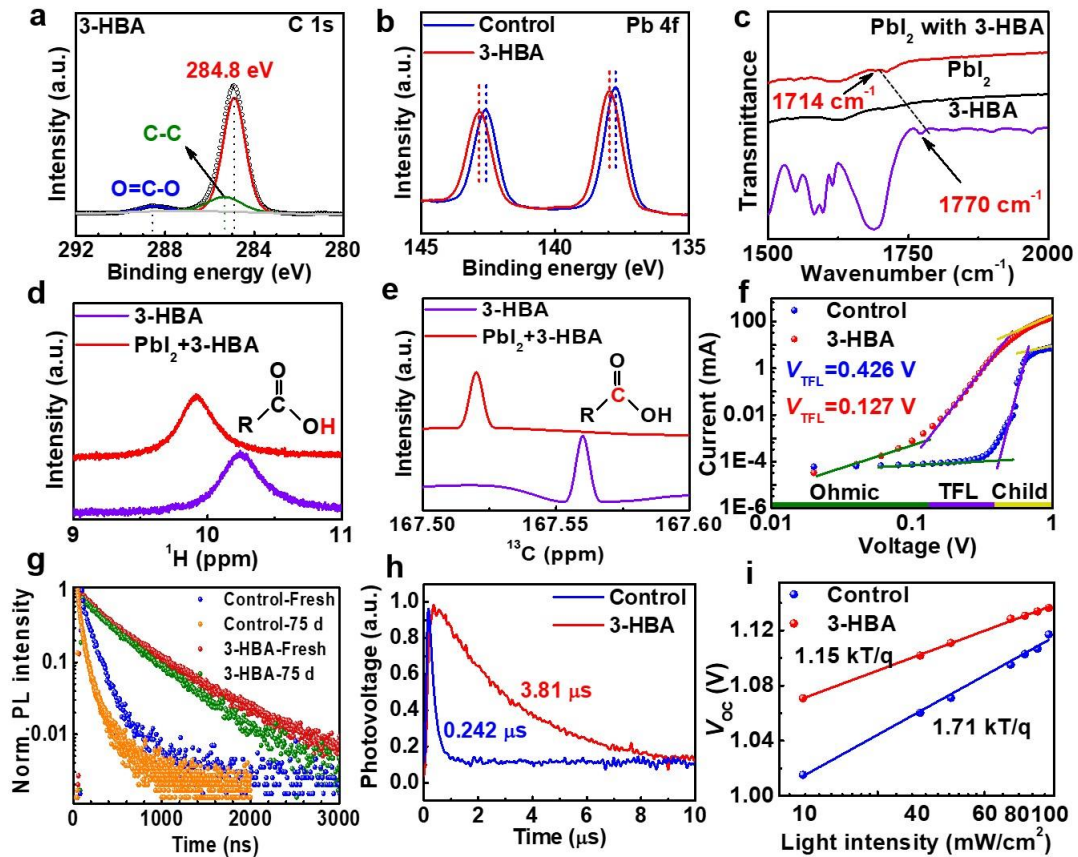 a
3-HBA
C 1s
284.8 eV
C-C
O=C-O
Intensity (a.u.)
292 288 284 280
Binding energy (eV)
b
Control
3-HBA
Pb 4f
Intensity (a.u.)
145 140 135
Binding energy (eV)
c
PbI2 with 3-HBA
PbI2
1714 cm-1
3-HBA
1770 cm-1
Transmittance
1500 1750 2000
Wavenumber (cm-1)
d
3-HBA
PbI2+3-HBA
O
R C OH
Intensity (a.u.)
9 10 11
1H (ppm)
e
3-HBA
PbI2+3-HBA
O
R C OH
Intensity (a.u.)
167.50 167.55 167.60
13C (ppm)
f
Control
3-HBA
VTFL=0.426 V
VTFL=0.127 V
Current (mA)
100
1
0.01
1E-4
1E-6
Ohmic TFL Child
0.01 0.1 1
Voltage (V)
g
Control-Fresh
Control-75 d
3-HBA-Fresh
3-HBA-75 d
Norm. PL intensity
1
0.1
0.01
0 1000 2000 3000
Time (ns)
h
Control
3-HBA
3.81 μs
0.242 μs
Photovoltage (a.u.)
1.0
0.8
0.6
0.4
0.2
0.0
0 2 4 6 8 10
Time (μs)
i
Control
3-HBA
1.15 kT/q
1.71 kT/q
VOC (V)
1.12
1.08
1.04
1.00
10 40 60 80 100
Light intensity (mW/cm2)